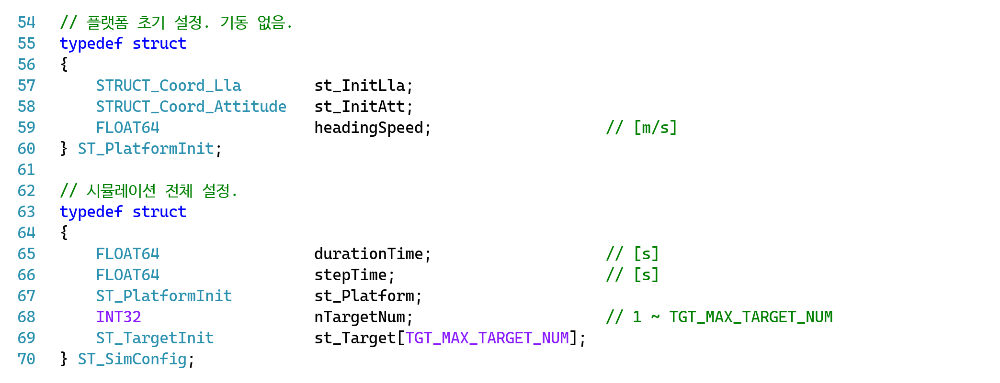 54 // 플랫폼 초기 설정. 기동 없음.
55 typedef struct
56 {
57     STRUCT_Coord_Lla        st_InitLla;
58     STRUCT_Coord_Attitude   st_InitAtt;
59     FLOAT64                 headingSpeed;                   // [m/s]
60 } ST_PlatformInit;
61
62 // 시뮬레이션 전체 설정.
63 typedef struct
64 {
65     FLOAT64                 durationTime;                   // [s]
66     FLOAT64                 stepTime;                       // [s]
67     ST_PlatformInit         st_Platform;
68     INT32                   nTargetNum;                     // 1 ~ TGT_MAX_TARGET_NUM
69     ST_TargetInit           st_Target[TGT_MAX_TARGET_NUM];
70 } ST_SimConfig;